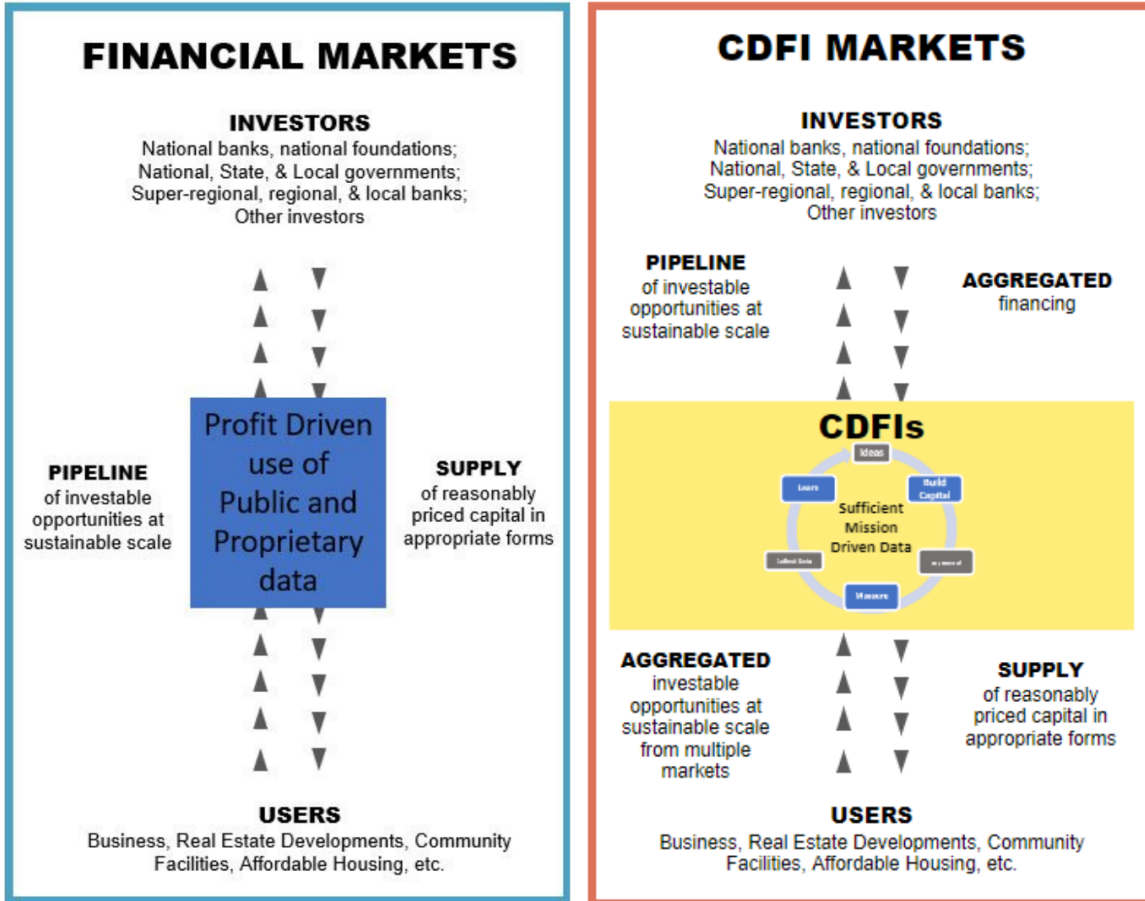 FINANCIAL MARKETS
INVESTORS
National banks, national foundations;
National, State, & Local governments;
Super-regional, regional, & local banks;
Other investors
Profit Driven
use of
Public and
Proprietary
data
PIPELINE
of investable
opportunities at
sustainable scale
SUPPLY
of reasonably
priced capital in
appropriate forms
USERS
Business, Real Estate Developments, Community
Facilities, Affordable Housing, etc.
CDFI MARKETS
INVESTORS
National banks, national foundations;
National, State, & Local governments;
Super-regional, regional, & local banks;
Other investors
PIPELINE
of investable
opportunities at
sustainable scale
AGGREGATED
financing
CDFIs
Ideas
Learn
Build
Capital
Sufficient
Mission
Driven Data
Collect Data
Measure
AGGREGATED
investable
opportunities at
sustainable scale
from multiple
markets
SUPPLY
of reasonably
priced capital in
appropriate forms
USERS
Business, Real Estate Developments, Community
Facilities, Affordable Housing, etc.